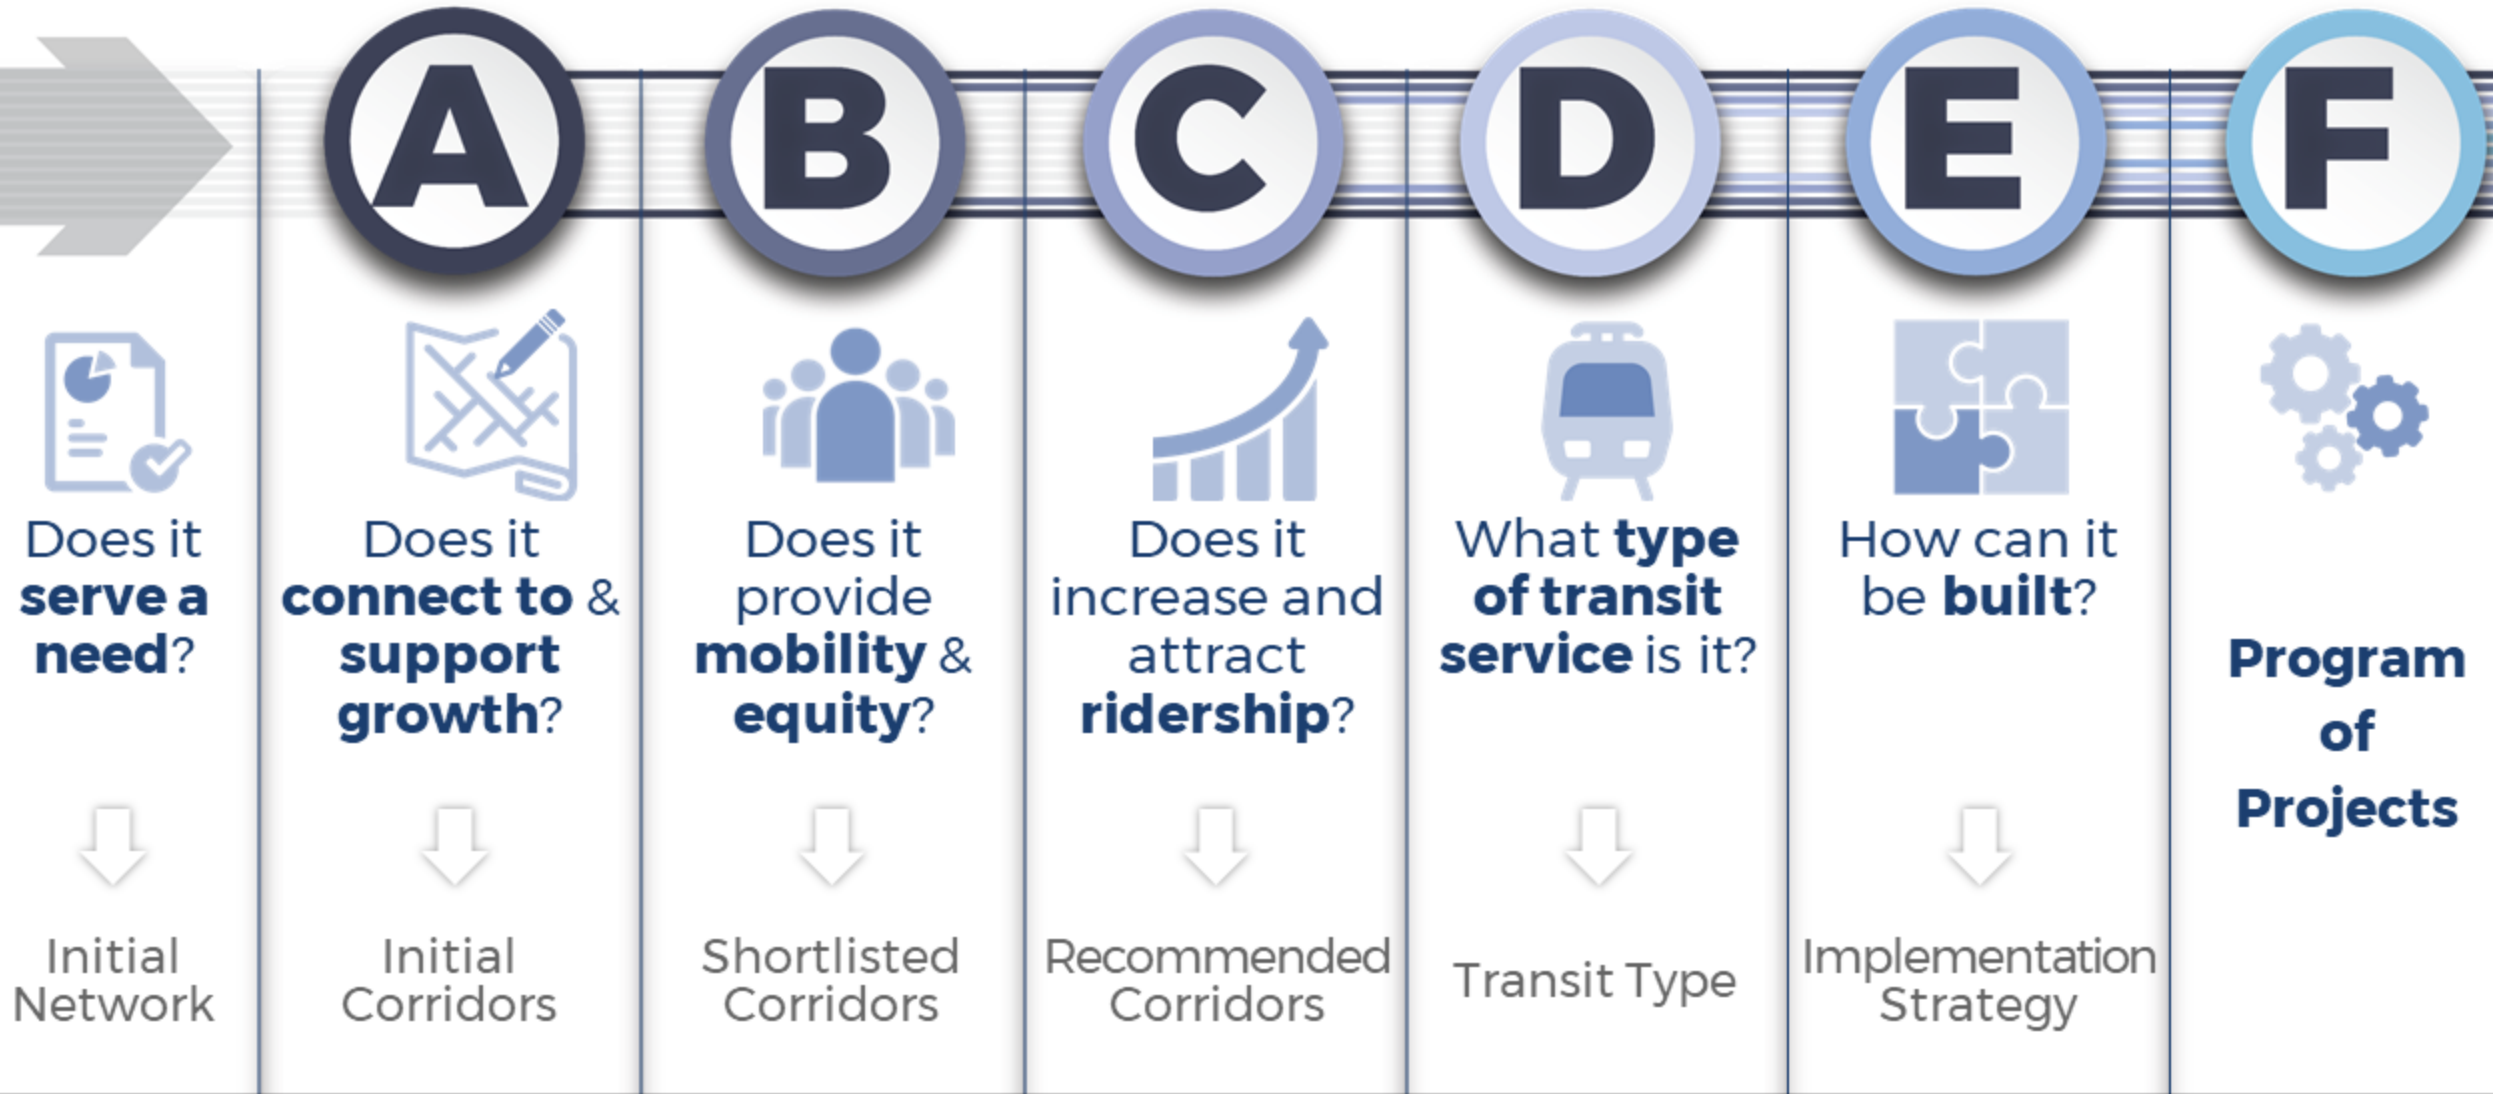 A
B
C
D
E
F
Does it
serve a
need?
Does it
connect to &
support
growth?
Does it
provide
mobility &
equity?
Does it
increase and
attract
ridership?
What type
of transit
service is it?
How can it
be built?
Program
of
Projects
Initial
Network
Initial
Corridors
Shortlisted
Corridors
Recommended
Corridors
Transit Type
Implementation
Strategy